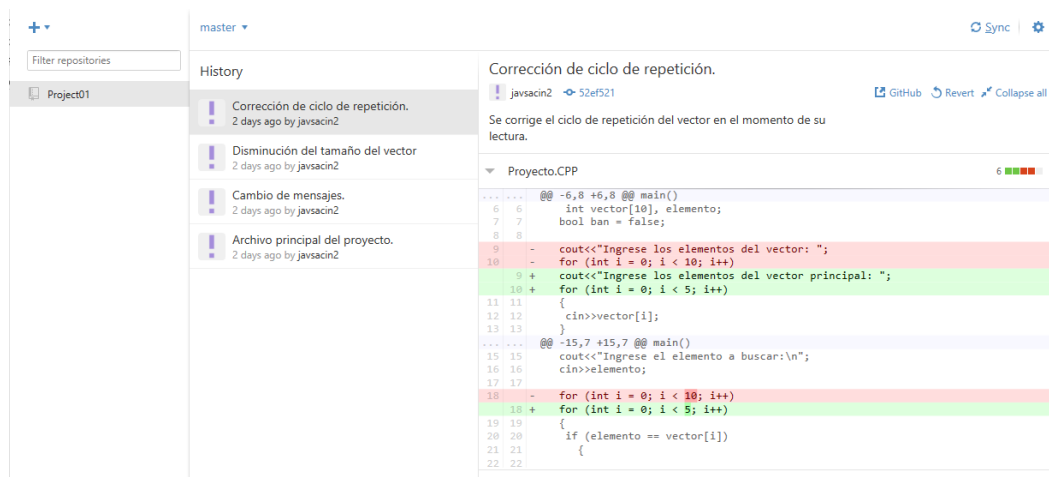 +
master
Sync
Filter repositories
Project01
History
Corrección de ciclo de repetición.
2 days ago by javsacin2
Disminución del tamaño del vector
2 days ago by javsacin2
Cambio de mensajes.
2 days ago by javsacin2
Archivo principal del proyecto.
2 days ago by javsacin2
Corrección de ciclo de repetición.
javsacin2 52ef521 GitHub Revert Collapse all
Se corrige el ciclo de repetición del vector en el momento de su
lectura.
Proyecto.CPP 6
... ... @@ -6,8 +6,8 @@ main()
6 6 int vector[10], elemento;
7 7 bool ban = false;
8 8
9 - cout<<"Ingrese los elementos del vector: ";
10 - for (int i = 0; i < 10; i++)
9 + cout<<"Ingrese los elementos del vector principal: ";
10 + for (int i = 0; i < 5; i++)
11 11 {
12 12 cin>>vector[i];
13 13 }
... ... @@ -15,7 +15,7 @@ main()
15 15 cout<<"Ingrese el elemento a buscar:\n";
16 16 cin>>elemento;
17 17
18 - for (int i = 0; i < 10; i++)
18 + for (int i = 0; i < 5; i++)
19 19 {
20 20 if (elemento == vector[i])
21 21 {
22 22